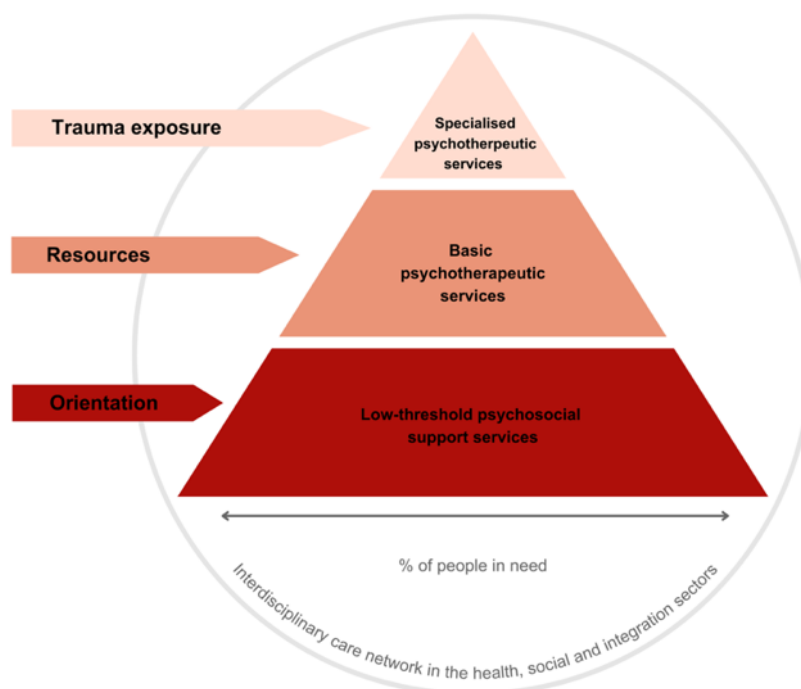 Trauma exposure
Specialised
psychotherpeutic
services
Resources
Basic
psychotherapeutic
services
Orientation
Low-threshold psychosocial
support services
% of people in need
Interdisciplinary care network in the health, social and integration sectors